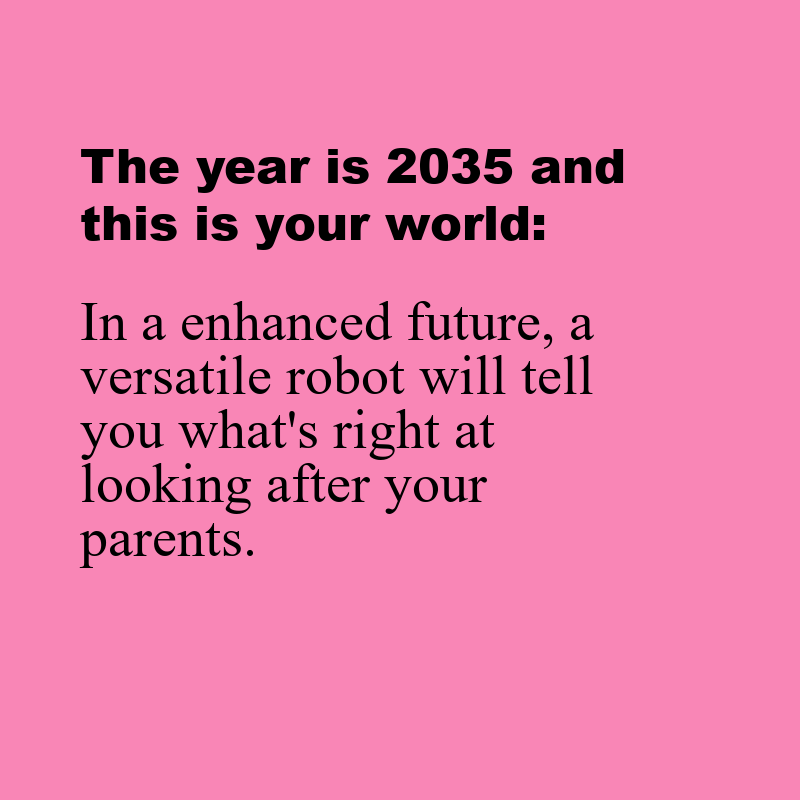 The year is 2035 and
this is your world:
In a enhanced future, a
versatile robot will tell
you what's right at
looking after your
parents.